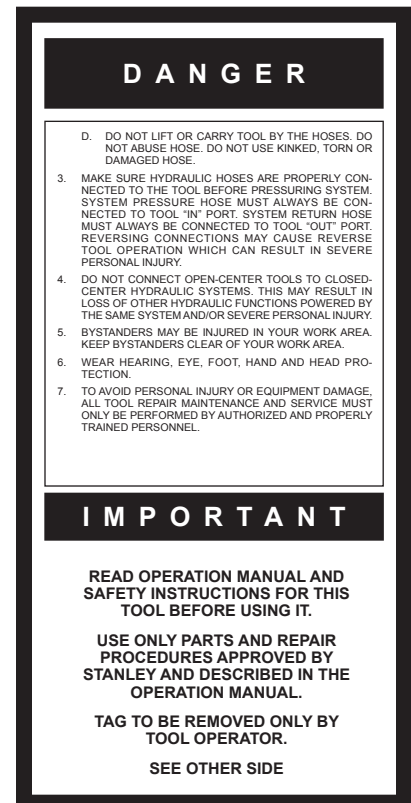 DANGER
D. DO NOT LIFT OR CARRY TOOL BY THE HOSES. DO
NOT ABUSE HOSE. DO NOT USE KINKED, TORN OR
DAMAGED HOSE.
3. MAKE SURE HYDRAULIC HOSES ARE PROPERLY CON-
NECTED TO THE TOOL BEFORE PRESSURING SYSTEM.
SYSTEM PRESSURE HOSE MUST ALWAYS BE CON-
NECTED TO TOOL “IN” PORT. SYSTEM RETURN HOSE
MUST ALWAYS BE CONNECTED TO TOOL “OUT” PORT.
REVERSING CONNECTIONS MAY CAUSE REVERSE
TOOL OPERATION WHICH CAN RESULT IN SEVERE
PERSONAL INJURY.
4. DO NOT CONNECT OPEN-CENTER TOOLS TO CLOSED-
CENTER HYDRAULIC SYSTEMS. THIS MAY RESULT IN
LOSS OF OTHER HYDRAULIC FUNCTIONS POWERED BY
THE SAME SYSTEM AND/OR SEVERE PERSONAL INJURY.
5. BYSTANDERS MAY BE INJURED IN YOUR WORK AREA.
KEEP BYSTANDERS CLEAR OF YOUR WORK AREA.
6. WEAR HEARING, EYE, FOOT, HAND AND HEAD PRO-
TECTION.
7. TO AVOID PERSONAL INJURY OR EQUIPMENT DAMAGE,
ALL TOOL REPAIR MAINTENANCE AND SERVICE MUST
ONLY BE PERFORMED BY AUTHORIZED AND PROPERLY
TRAINED PERSONNEL.
IMPORTANT
READ OPERATION MANUAL AND
SAFETY INSTRUCTIONS FOR THIS
TOOL BEFORE USING IT.
USE ONLY PARTS AND REPAIR
PROCEDURES APPROVED BY
STANLEY AND DESCRIBED IN THE
OPERATION MANUAL.
TAG TO BE REMOVED ONLY BY
TOOL OPERATOR.
SEE OTHER SIDE